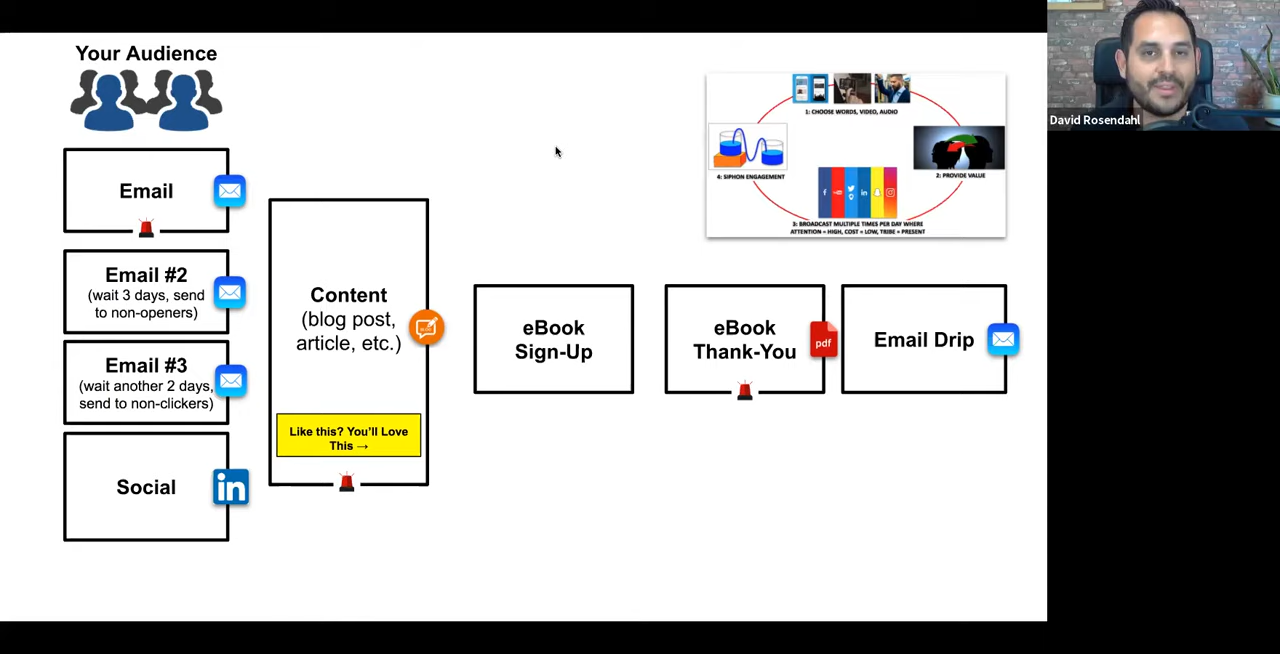 Your Audience
Email
Email #2
(wait 3 days, send
to non-openers)
Email #3
(wait another 2 days,
send to non-clickers)
Social
in
Content
(blog post,
article, etc.)
Like this? You'll Love
This →
eBook
Sign-Up
eBook
Thank-You
pdf
Email Drip
1: CHOOSE WORDS, VIDEO, AUDIO
2: PROVIDE VALUE
3: BROADCAST MULTIPLE TIMES PER DAY WHERE
ATTENTION = HIGH, COST = LOW, TRIBE = PRESENT
4: SIPHON ENGAGEMENT
David Rosendahl